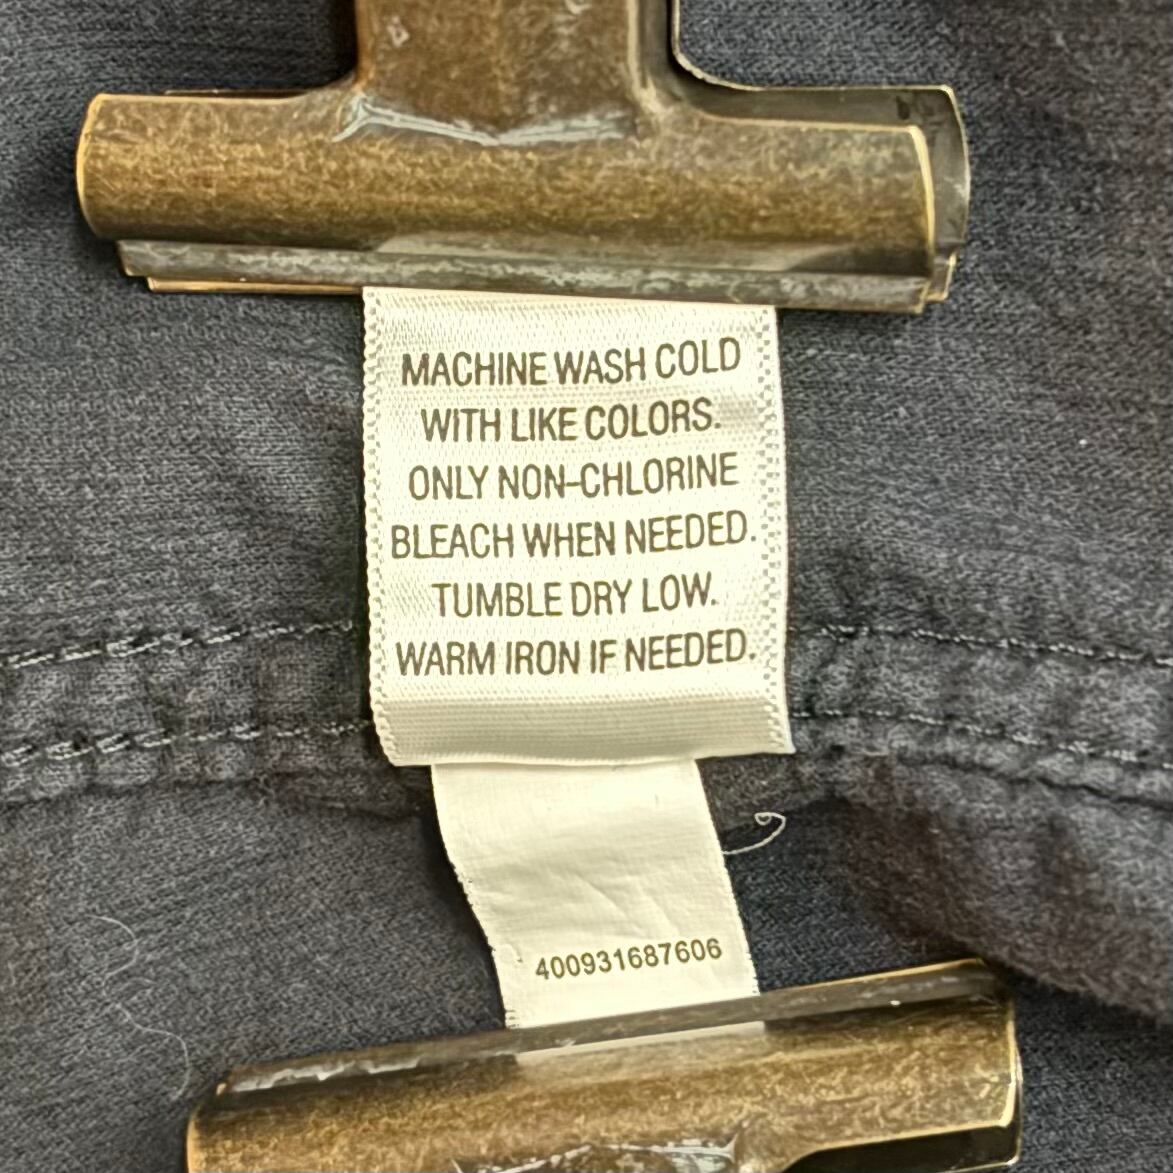 MACHINE WASH COLD
WITH LIKE COLORS.
ONLY NON-CHLORINE
BLEACH WHEN NEEDED.
TUMBLE DRY LOW.
WARM IRON IF NEEDED.
400931687606